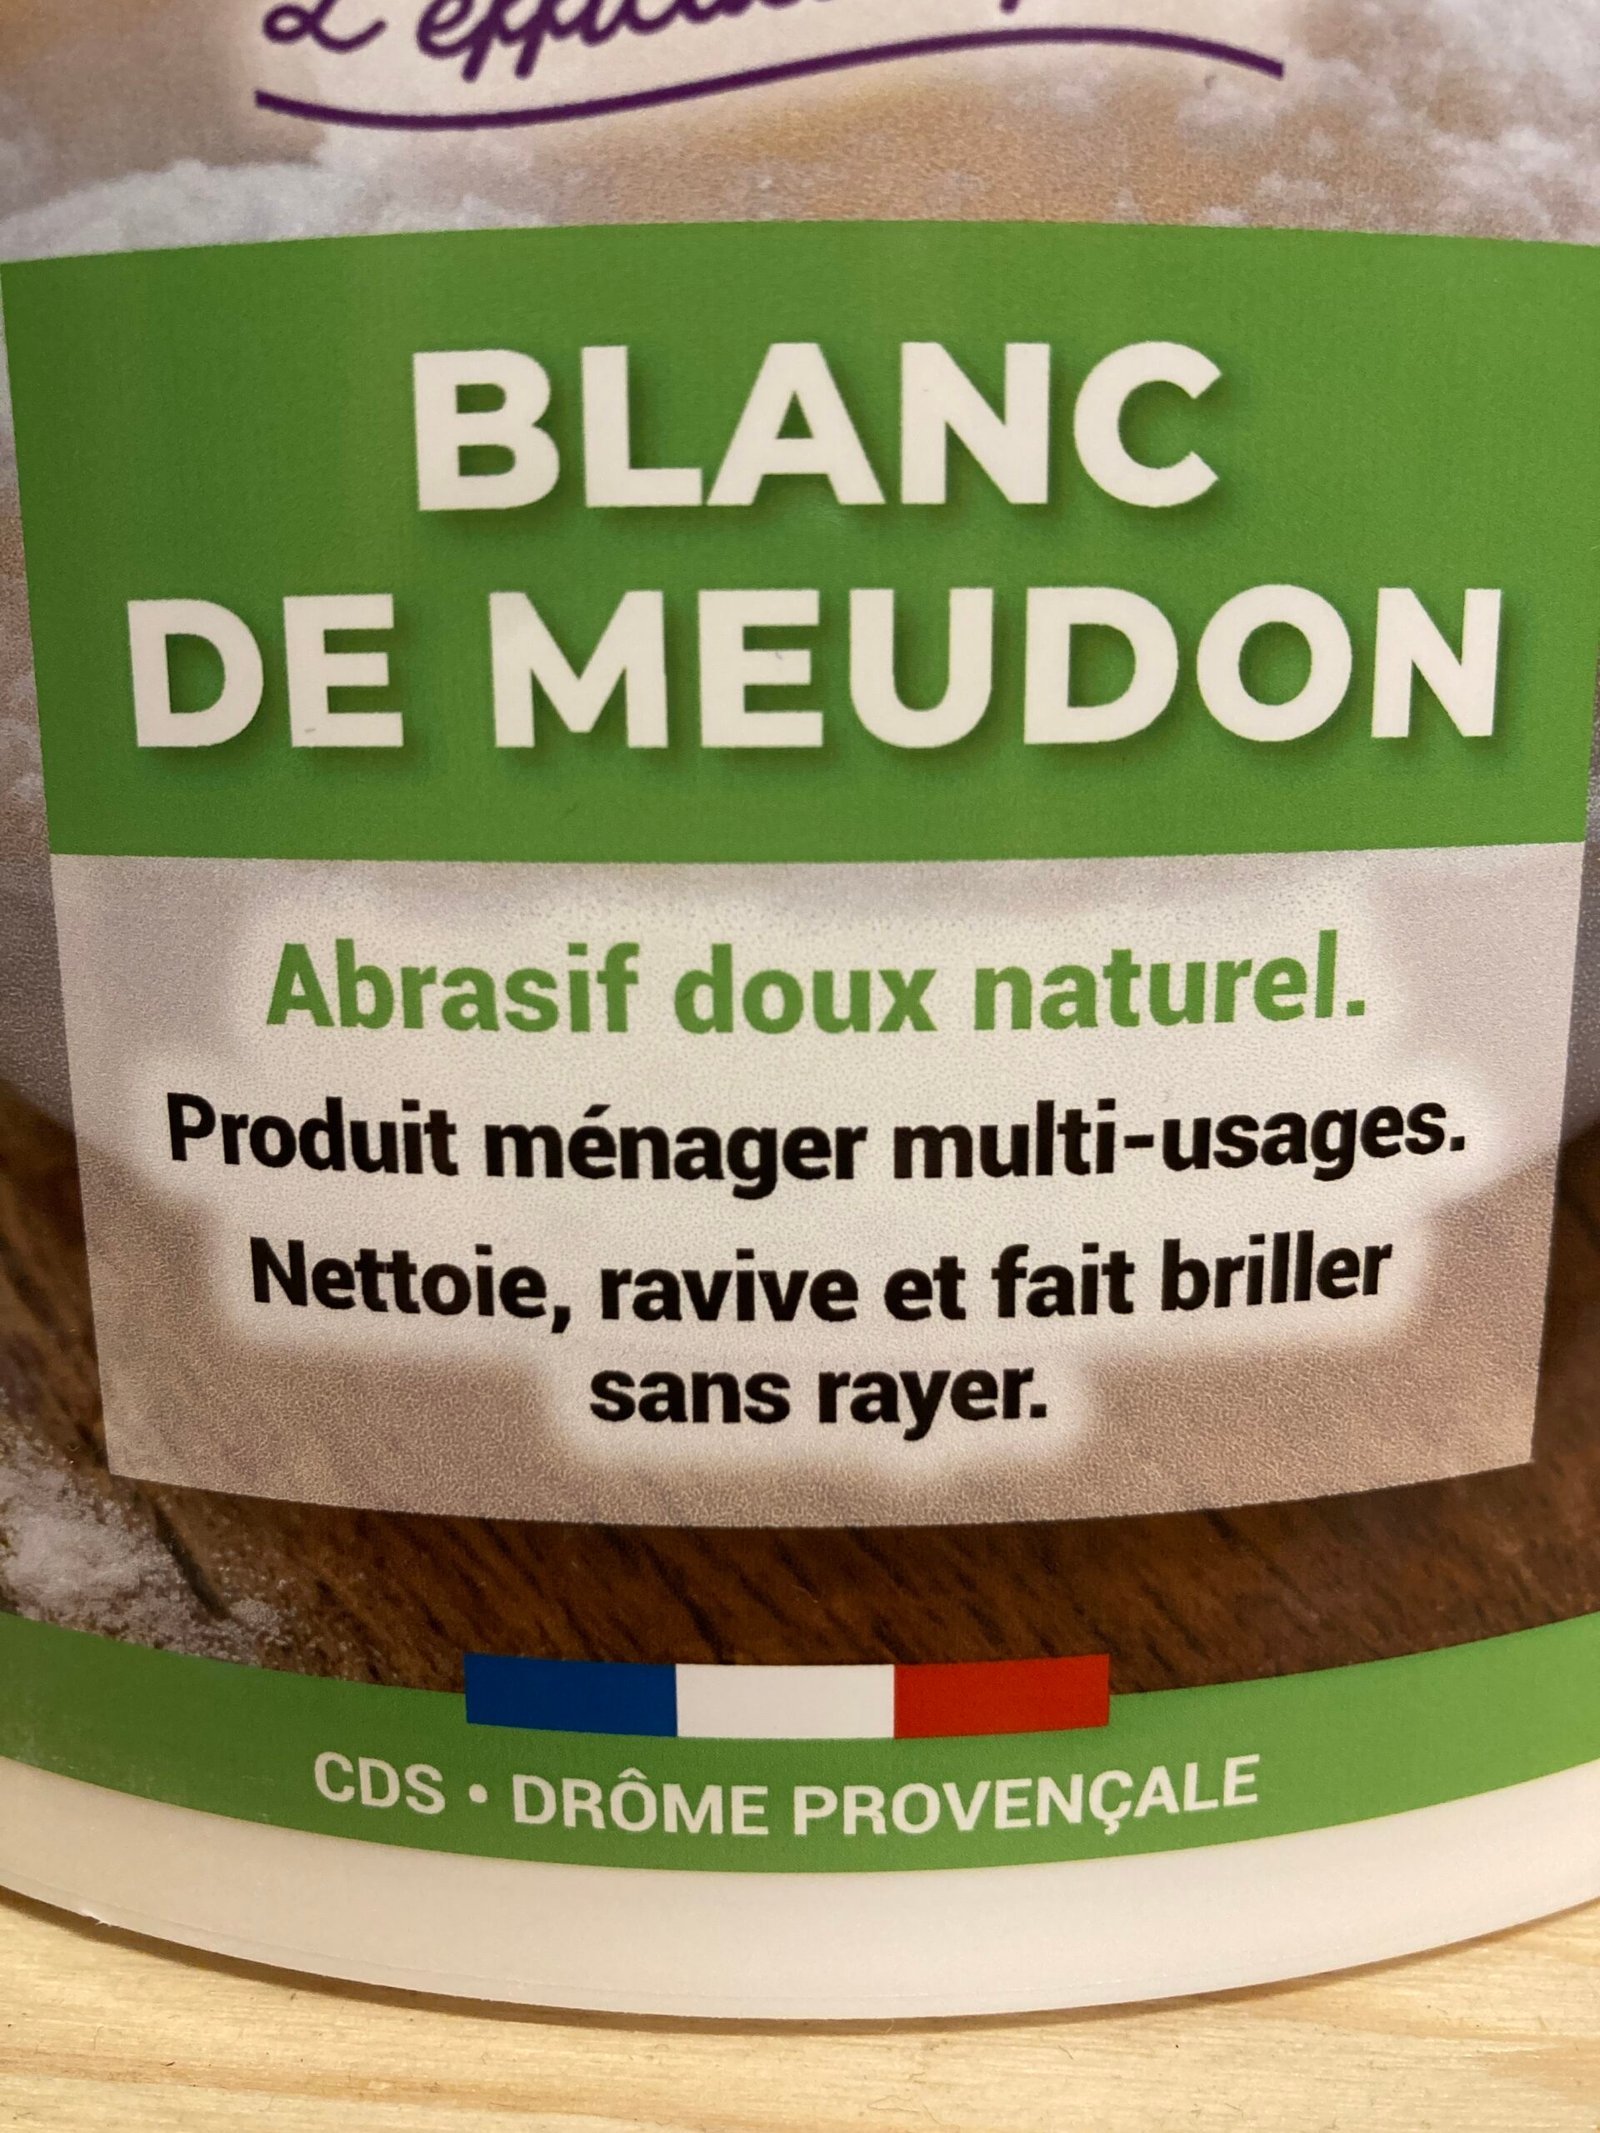 L'
BLANC
DE MEUDON
Abrasif doux naturel.
Produit ménager multi-usages.
Nettoie, ravive et fait briller
sans rayer.
CDS • DRÔME PROVENÇALE